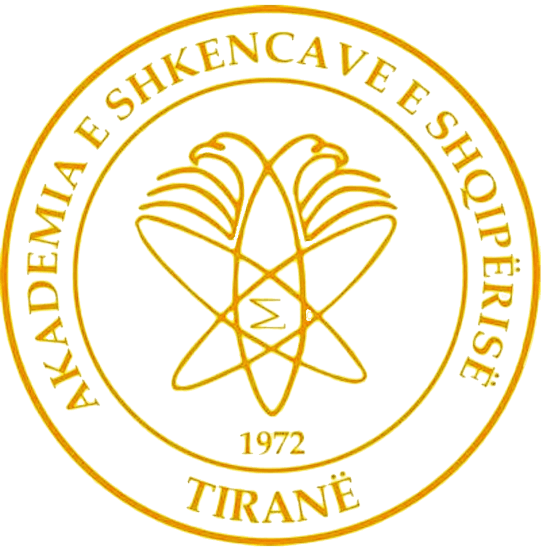 AKADEMIA E SHKENCAVE E SHQIPËRISË
1972
TIRANË